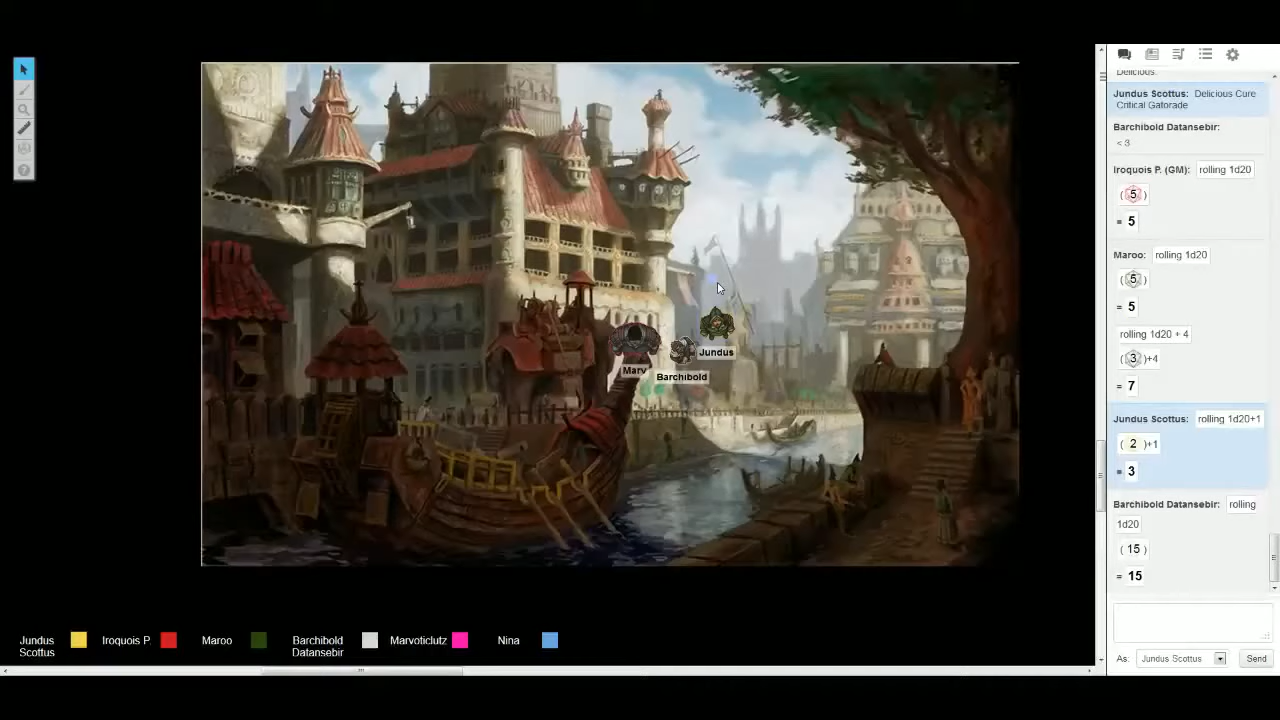 Delicious.
Jundus Scottus: Delicious Cure
Critical Gatorade
Barchibold Datansebir:
< 3
Iroquois P. (GM): rolling 1d20
(5)
= 5
Maroo: rolling 1d20
(5)
= 5
rolling 1d20 + 4
(3)+4
= 7
Jundus Scottus: rolling 1d20+1
(2)+1
= 3
Barchibold Datansebir: rolling
1d20
(15)
= 15
As: Jundus Scottus Send
Jundus
Marv
Barchibold
Jundus
Scottus
Iroquois P.
Maroo
Barchibold
Datansebir
Marvoticlutz
Nina